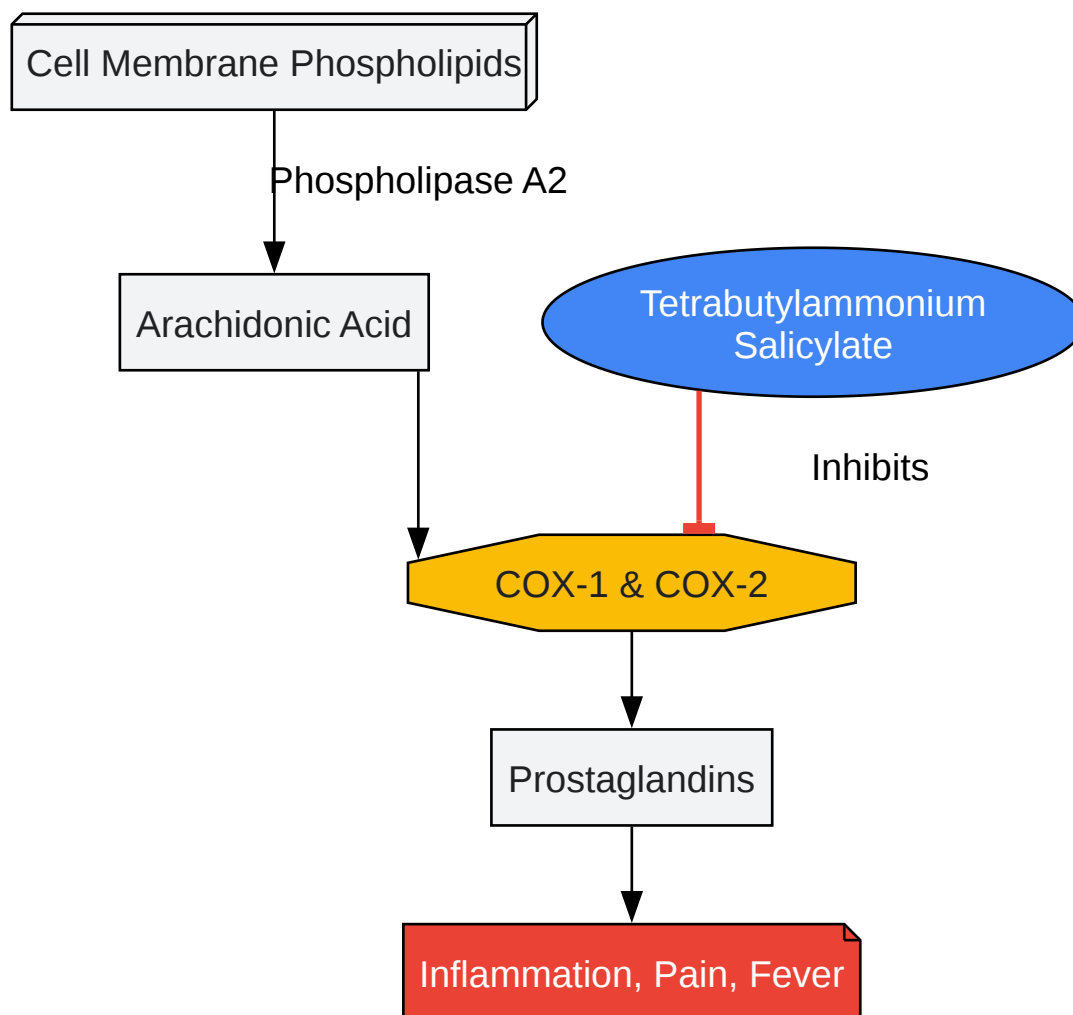 Cell Membrane Phospholipids
Phospholipase A2
Tetrabutylammonium
Salicylate
Arachidonic Acid
Inhibits
COX-1 & COX-2
Prostaglandins
Inflammation, Pain, Fever